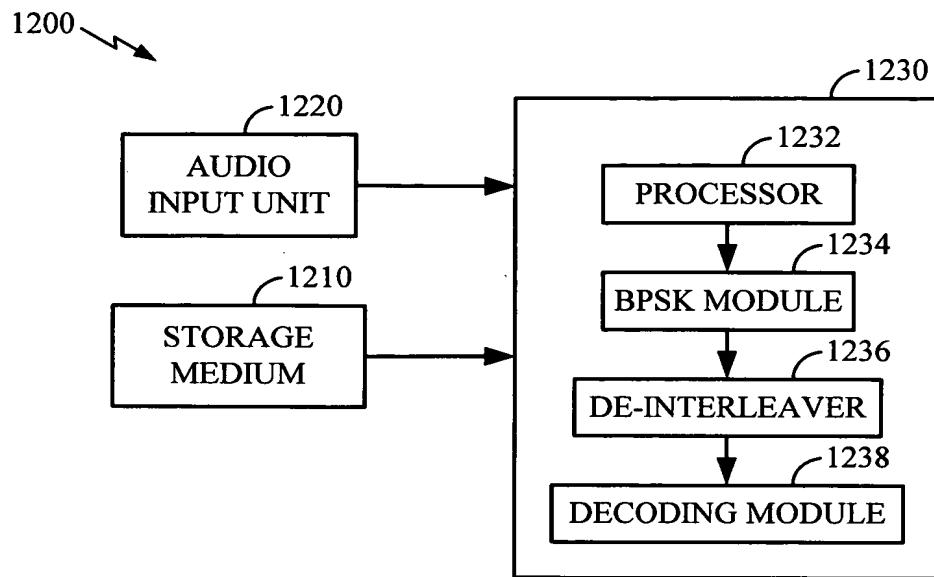 1200
1220
AUDIO
INPUT UNIT
1210
STORAGE
MEDIUM
1230
1232
PROCESSOR
1234
BPSK MODULE
1236
DE-INTERLEAVER
1238
DECODING MODULE